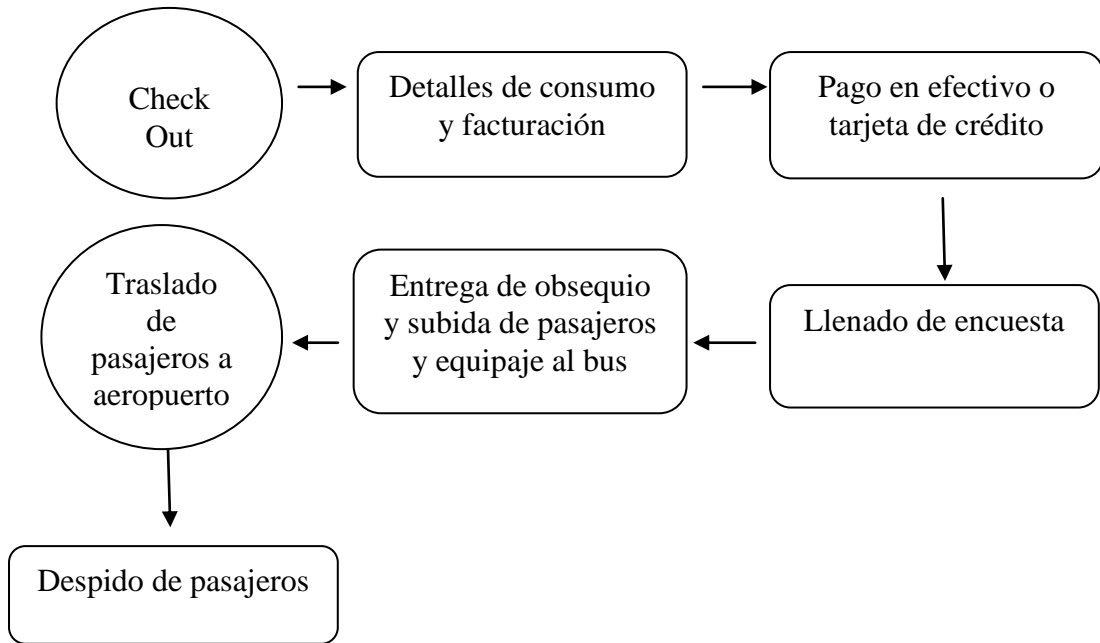 Check
Out
Detalles de consumo
y facturación
Pago en efectivo o
tarjeta de crédito
Llenado de encuesta
Entrega de obsequio
y subida de pasajeros
y equipaje al bus
Traslado
de
pasajeros a
aeropuerto
Despido de pasajeros